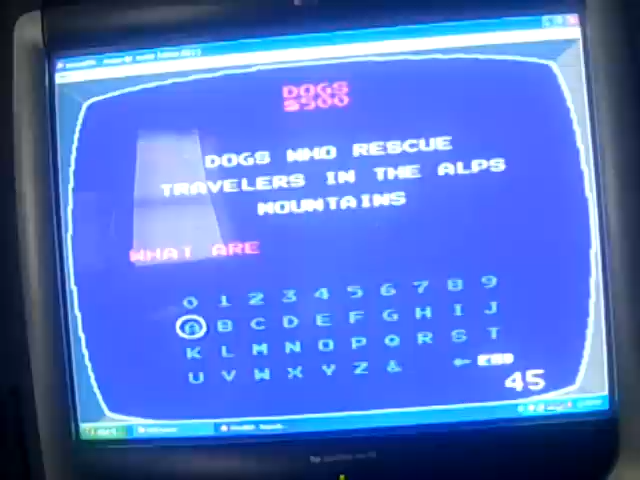 DOGS
$500
DOGS WHO RESCUE
TRAVELERS IN THE ALPS
MOUNTAINS
WHAT ARE
0 1 2 3 4 5 6 7 8 9
A B C D E F G H I J
K L M N O P Q R S T
U V W X Y Z & ← END
45